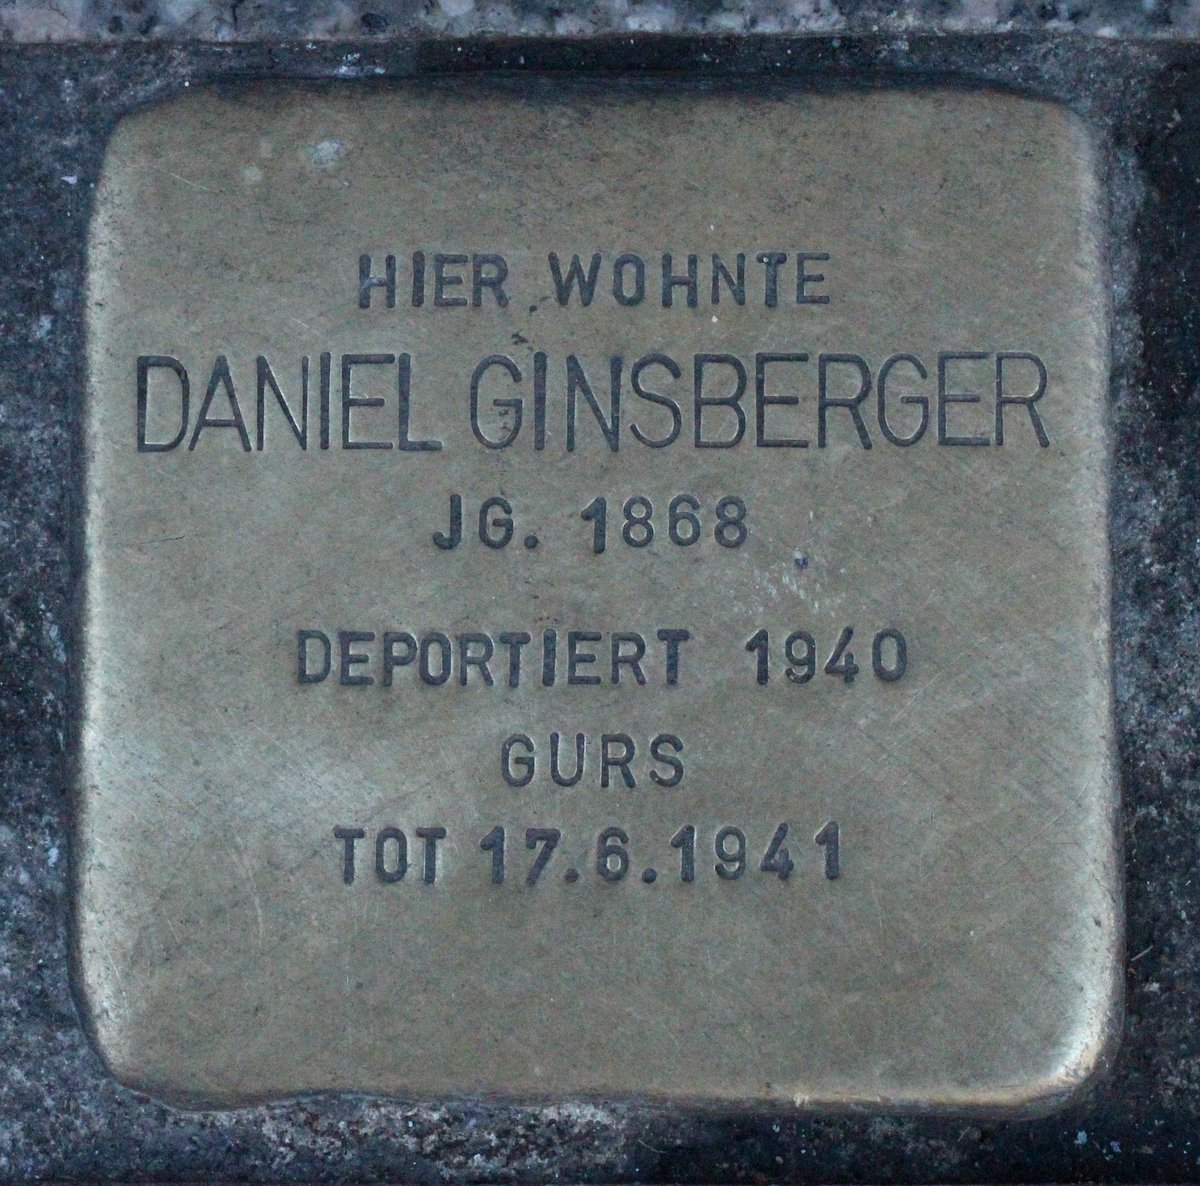 HIER WOHNTE
DANIEL GINSBERGER
JG. 1868
DEPORTIERT 1940
GURS
TOT 17.6.1941